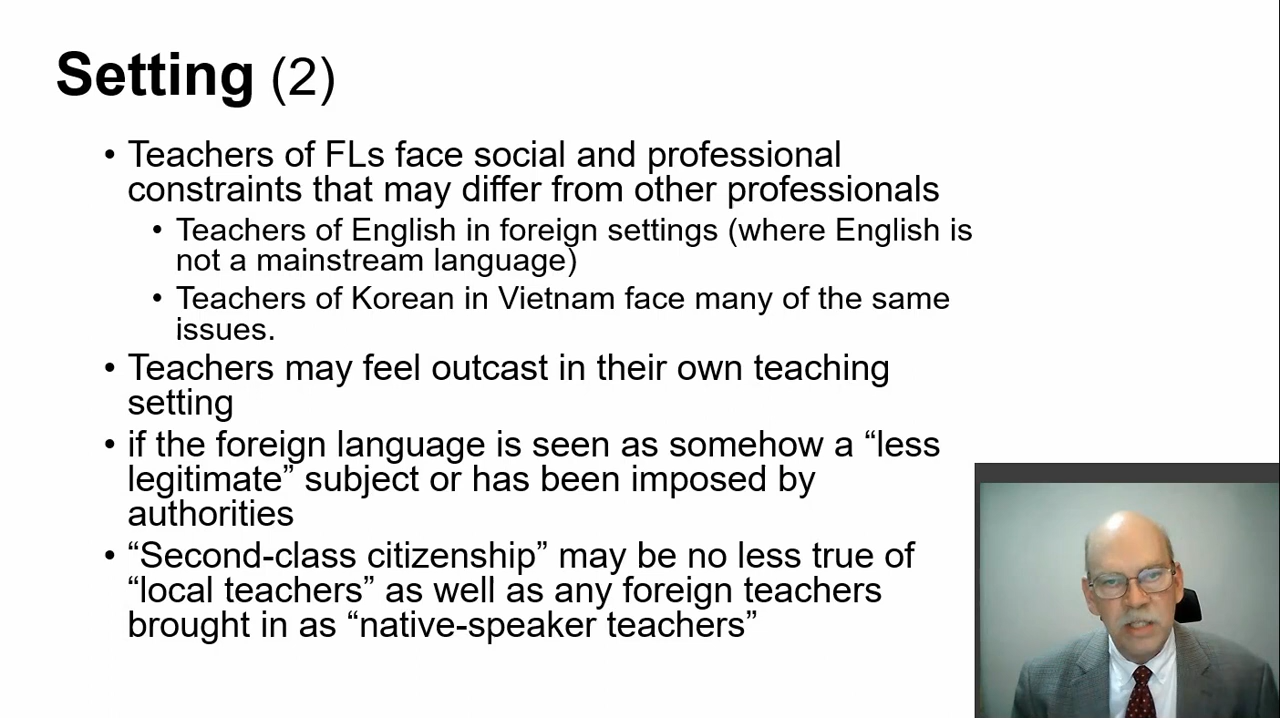 Setting (2)
• Teachers of FLs face social and professional
constraints that may differ from other professionals
• Teachers of English in foreign settings (where English is
not a mainstream language)
• Teachers of Korean in Vietnam face many of the same
issues.
• Teachers may feel outcast in their own teaching
setting
• if the foreign language is seen as somehow a “less
legitimate” subject or has been imposed by
authorities
• “Second-class citizenship” may be no less true of
“local teachers” as well as any foreign teachers
brought in as “native-speaker teachers”